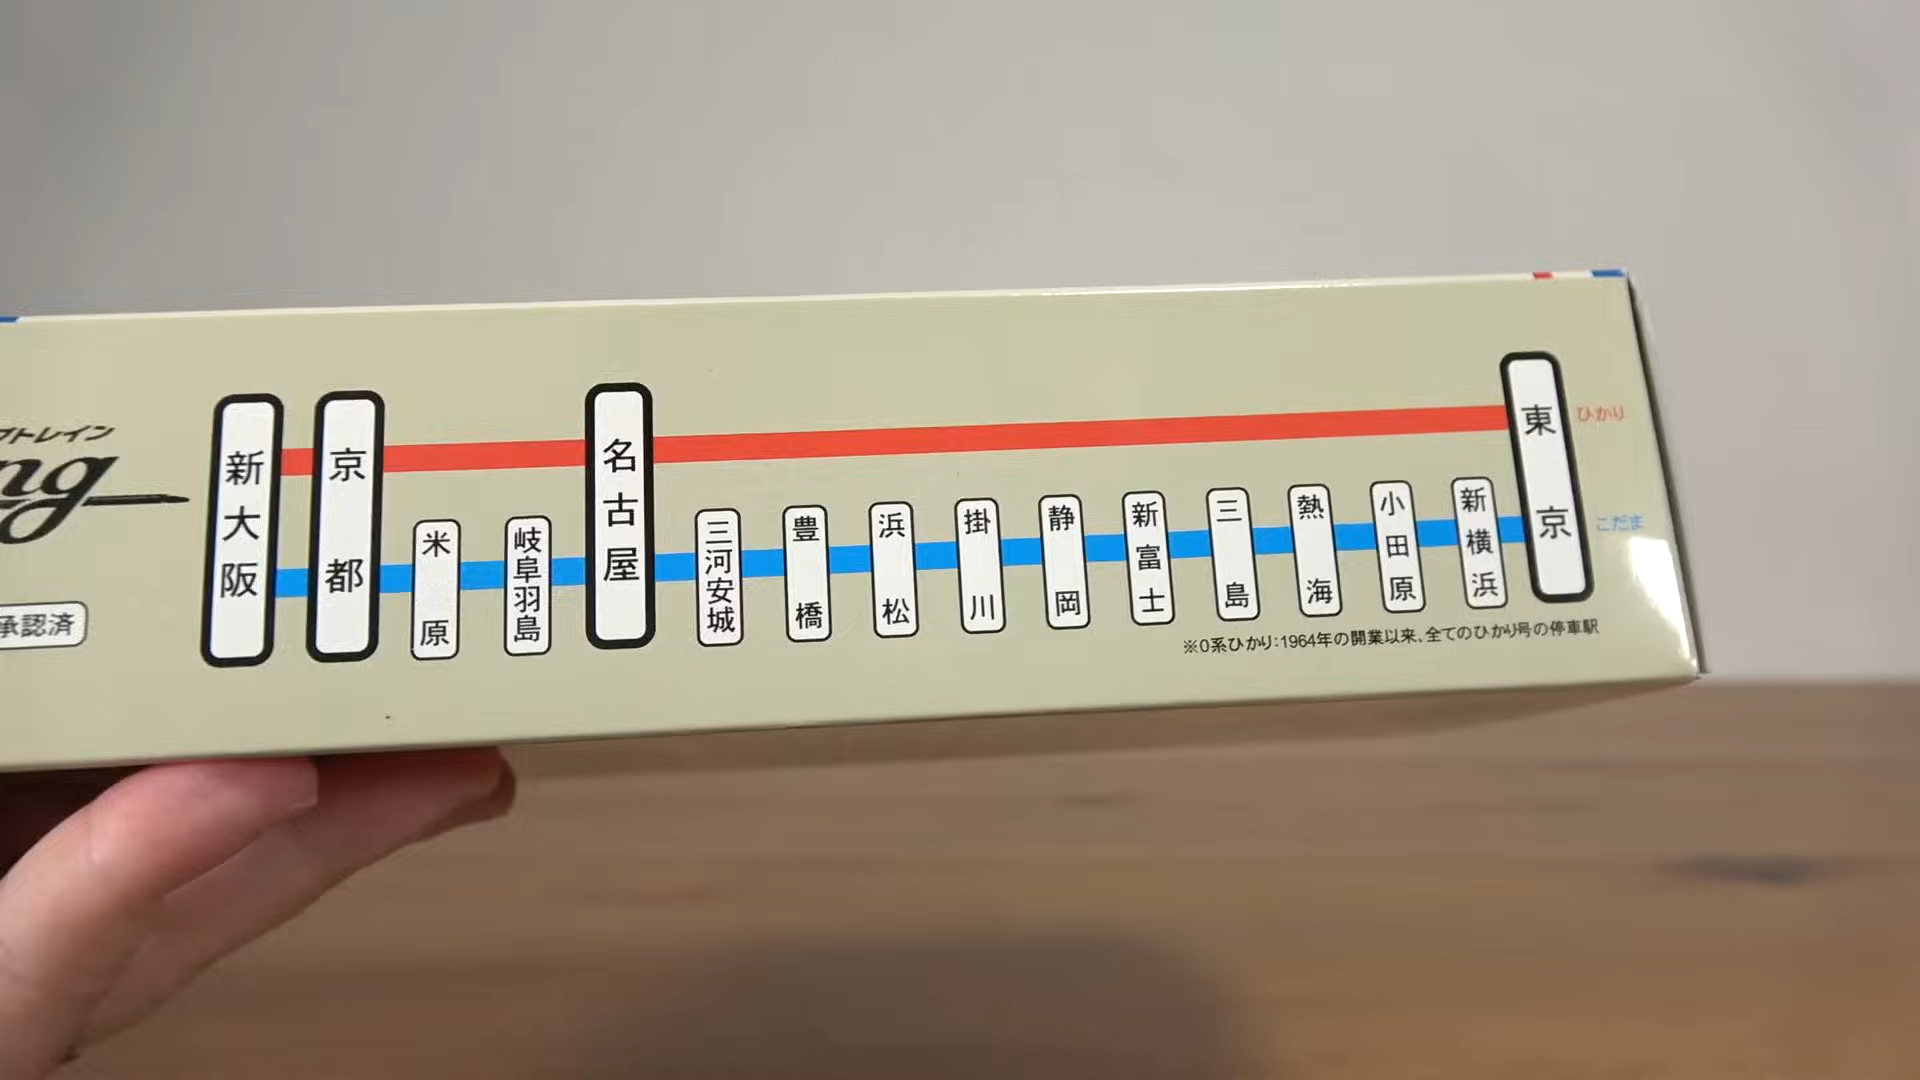 トレイン
ng
承認済
新大阪
京都
米原
岐阜羽島
名古屋
三河安城
豊橋
浜松
掛川
静岡
新富士
三島
熱海
小田原
新横浜
東京
ひかり
こだま
※0系ひかり:1964年の開業以来、全てのひかり号の停車駅